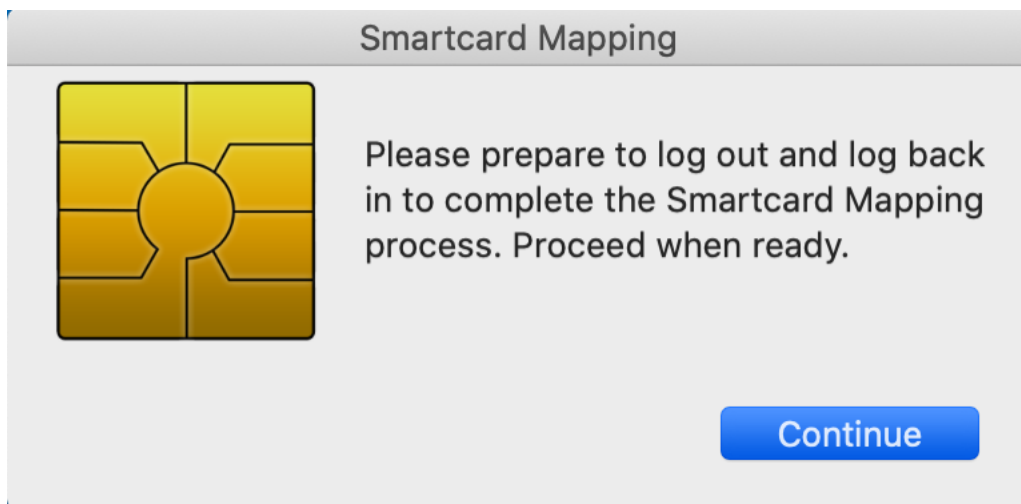 Smartcard Mapping
Please prepare to log out and log back
in to complete the Smartcard Mapping
process. Proceed when ready.
Continue